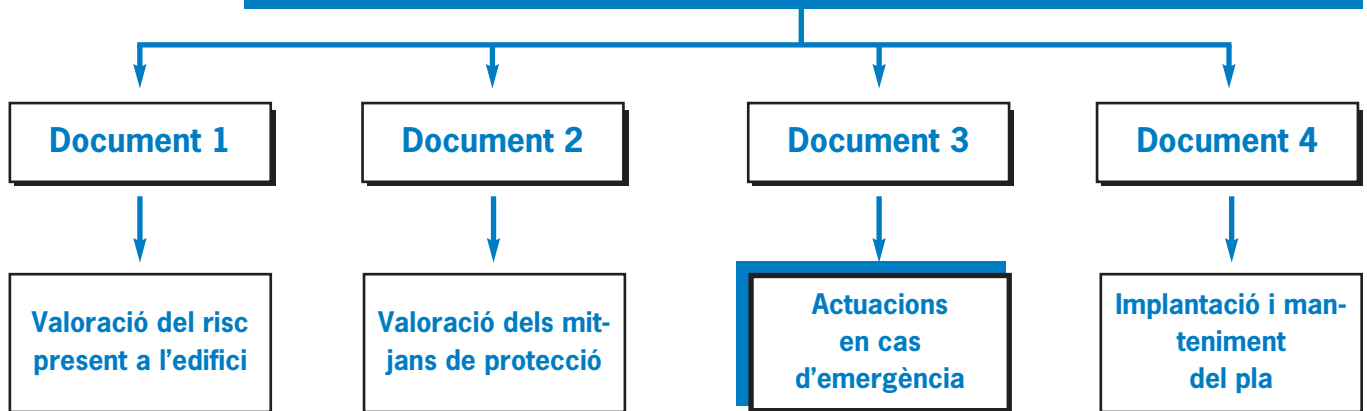 Document 1
Document 2
Document 3
Document 4
Valoració del risc
present a l'edifici
Valoració dels mit-
jans de protecció
Actuacions
en cas
d'emergència
Implantació i man-
teniment
del pla